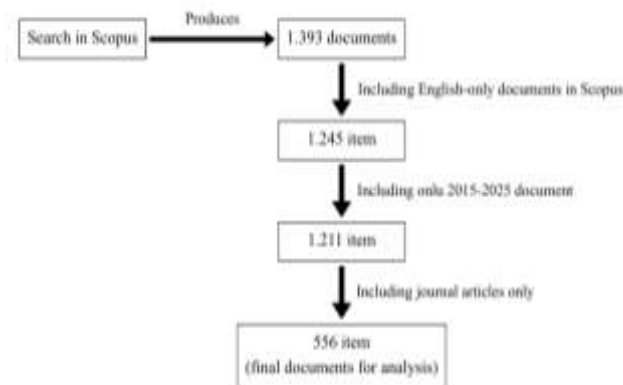 Produces
Search in Scopus
1.393 documents
Including English-only documents in Scopus
1.245 item
Including onlu 2015-2025 document
1.211 item
Including journal articles only
556 item
(final documents for analysis)